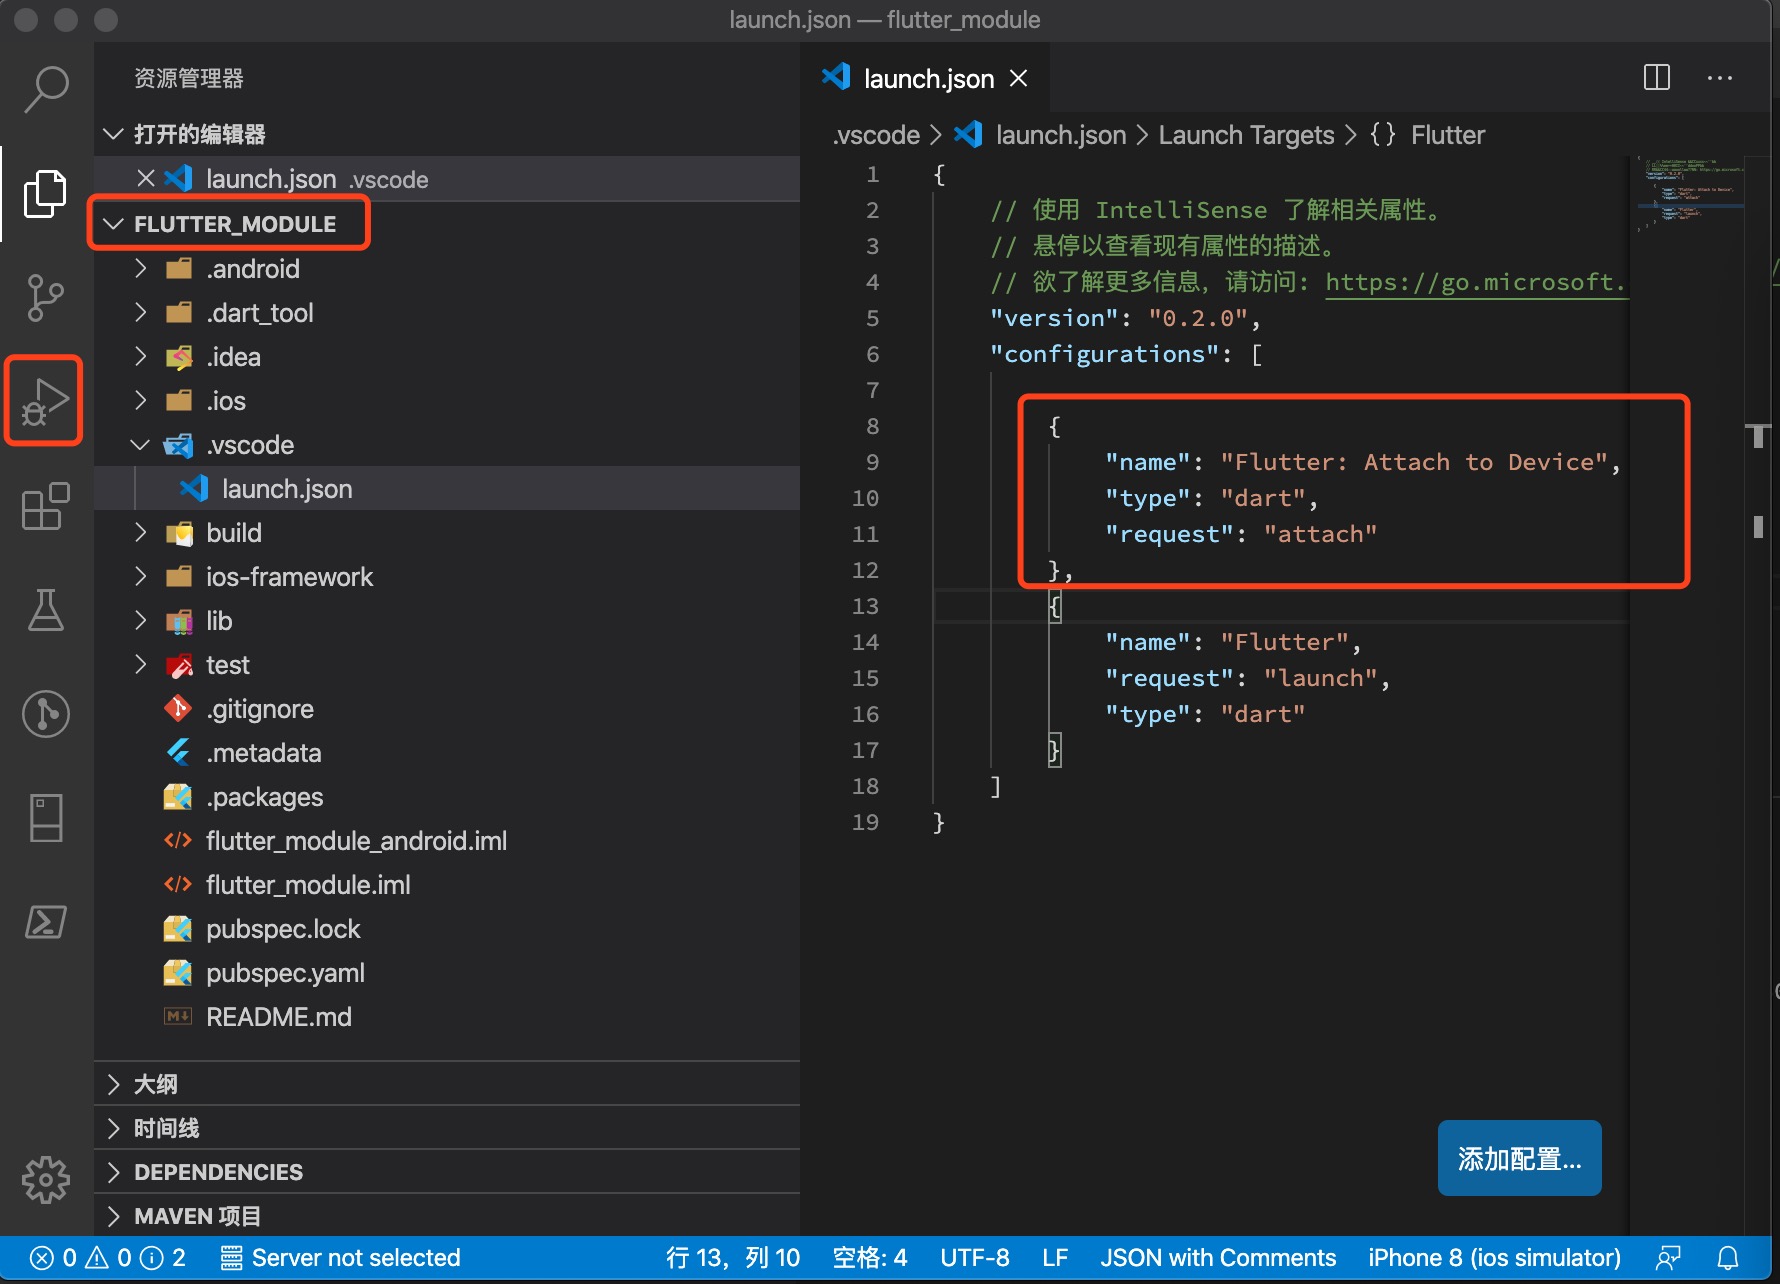 launch.json — flutter_module
资源管理器
打开的编辑器
launch.json .vscode
FLUTTER_MODULE
.android
.dart_tool
.idea
.ios
.vscode
launch.json
build
ios-framework
lib
test
.gitignore
.metadata
.packages
flutter_module_android.iml
flutter_module.iml
pubspec.lock
pubspec.yaml
README.md
大纲
时间线
DEPENDENCIES
MAVEN 项目
launch.json
.vscode > launch.json > Launch Targets > {} Flutter
1 {
2 // 使用 IntelliSense 了解相关属性。
3 // 悬停以查看现有属性的描述。
4 // 欲了解更多信息，请访问: https://go.microsoft.
5 "version": "0.2.0",
6 "configurations": [
7
8 {
9 "name": "Flutter: Attach to Device",
10 "type": "dart",
11 "request": "attach"
12 },
13 {
14 "name": "Flutter",
15 "request": "launch",
16 "type": "dart"
17 }
18 ]
19 }
添加配置...
0 0 2 Server not selected 行 13，列 10 空格: 4 UTF-8 LF JSON with Comments iPhone 8 (ios simulator)